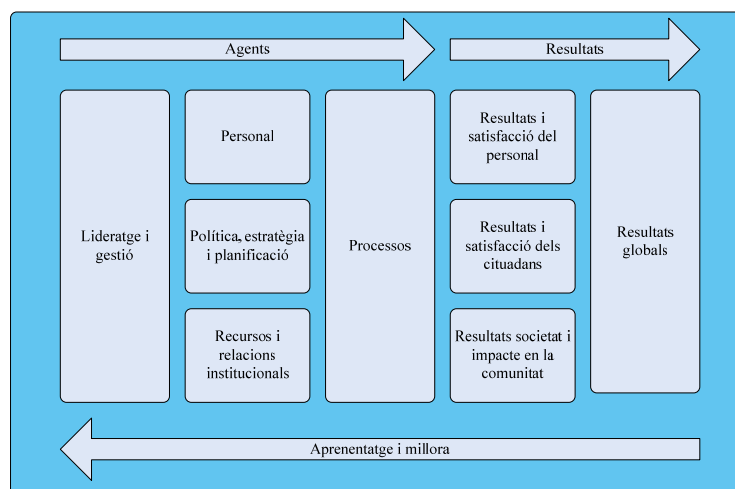 Agents
Resultats
Lideratge i
gestió
Personal
Política, estratègia
i planificació
Recursos i
relacions
institucionals
Processos
Resultats i
satisfacció del
personal
Resultats i
satisfacció dels
cituadans
Resultats societat i
impacte en la
comunitat
Resultats
globals
Aprenentatge i millora